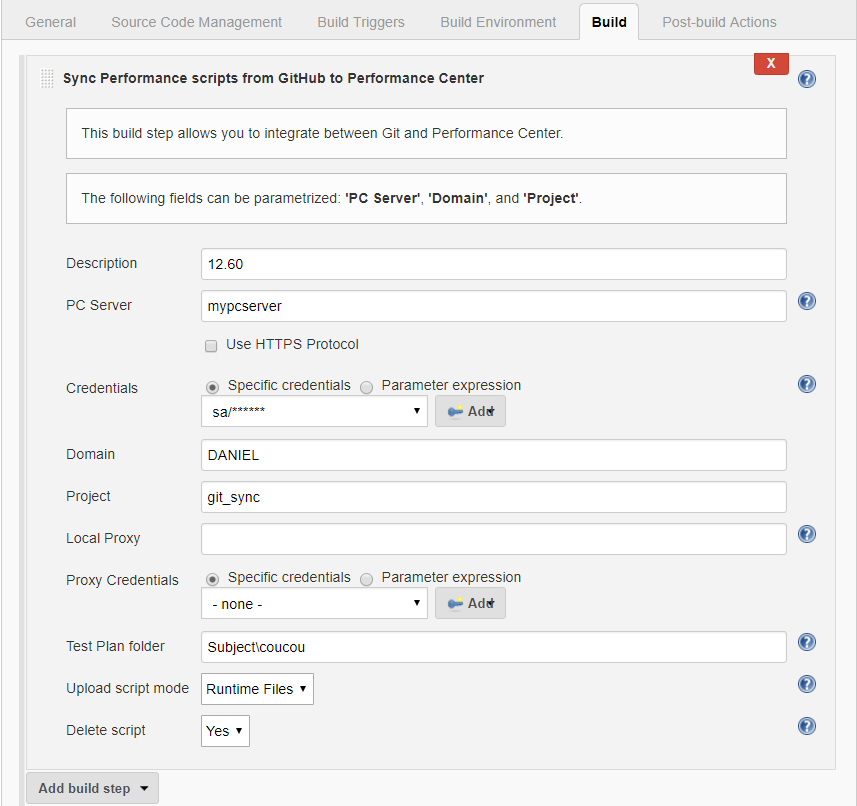 General Source Code Management Build Triggers Build Environment Build Post-build Actions
Sync Performance scripts from GitHub to Performance Center X ?
This build step allows you to integrate between Git and Performance Center.
The following fields can be parametrized: 'PC Server', 'Domain', and 'Project'.
Description 12.60
PC Server mypcserver ?
Use HTTPS Protocol
Credentials Specific credentials Parameter expression ?
sa/****** Add
Domain DANIEL
Project git_sync
Local Proxy ?
Proxy Credentials Specific credentials Parameter expression
- none - Add
Test Plan folder Subject\coucou ?
Upload script mode Runtime Files ?
Delete script Yes ?
Add build step